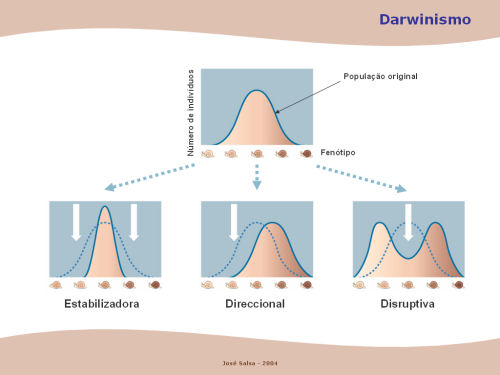 Darwinismo
Número de indivíduos
População original
Fenótipo
Estabilizadora
Direccional
Disruptiva
José Salsa - 2004